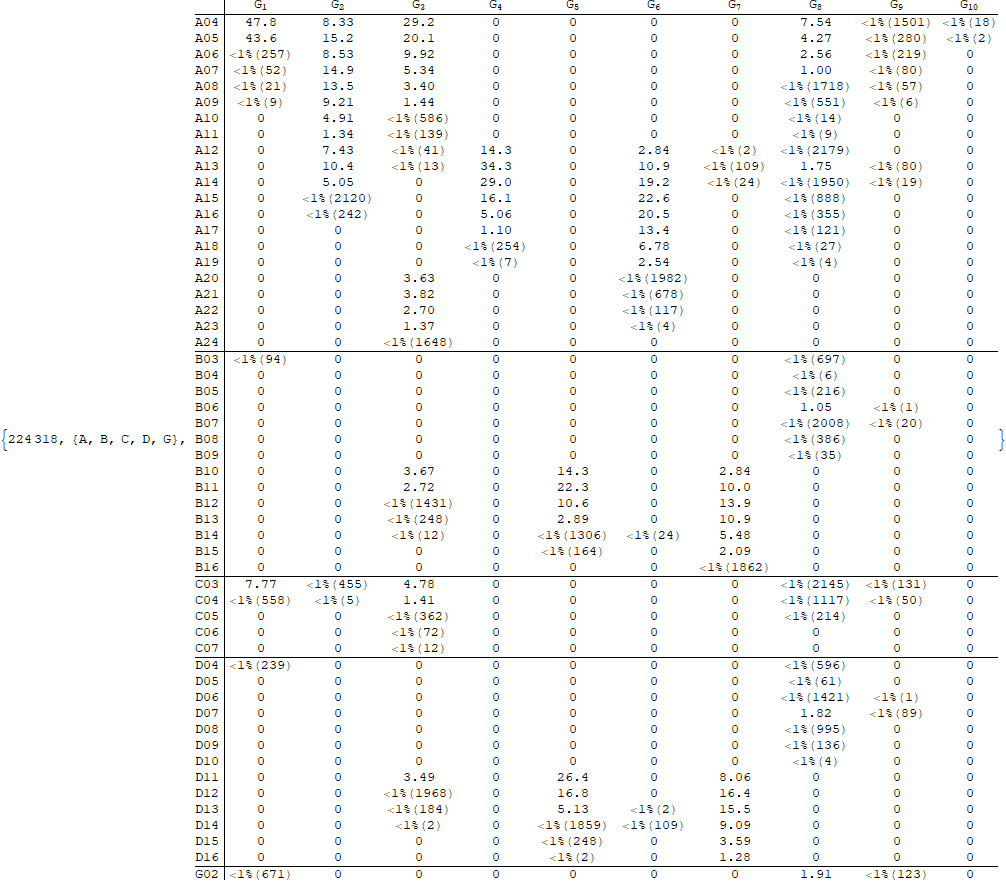 G1 G2 G3 G4 G5 G6 G7 G8 G9 G10
A04 47.8 8.33 29.2 0 0 0 0 7.54 <1%(1501) <1%(18)
A05 43.6 15.2 20.1 0 0 0 0 4.27 <1%(280) <1%(2)
A06 <1%(257) 8.53 9.92 0 0 0 0 2.56 <1%(219) 0
A07 <1%(52) 14.9 5.34 0 0 0 0 1.00 <1%(80) 0
A08 <1%(21) 13.5 3.40 0 0 0 0 <1%(1718) <1%(57) 0
A09 <1%(9) 9.21 1.44 0 0 0 0 <1%(551) <1%(6) 0
A10 0 4.91 <1%(586) 0 0 0 0 <1%(14) 0 0
A11 0 1.34 <1%(139) 0 0 0 0 <1%(9) 0 0
A12 0 7.43 <1%(41) 14.3 0 2.84 <1%(2) <1%(2179) 0 0
A13 0 10.4 <1%(13) 34.3 0 10.9 <1%(109) 1.75 <1%(80) 0
A14 0 5.05 0 29.0 0 19.2 <1%(24) <1%(1950) <1%(19) 0
A15 0 <1%(2120) 0 16.1 0 22.6 0 <1%(888) 0 0
A16 0 <1%(242) 0 5.06 0 20.5 0 <1%(355) 0 0
A17 0 0 0 1.10 0 13.4 0 <1%(121) 0 0
A18 0 0 0 <1%(254) 0 6.78 0 <1%(27) 0 0
A19 0 0 0 <1%(7) 0 2.54 0 <1%(4) 0 0
A20 0 0 3.63 0 0 <1%(1982) 0 0 0 0
A21 0 0 3.82 0 0 <1%(678) 0 0 0 0
A22 0 0 2.70 0 0 <1%(117) 0 0 0 0
A23 0 0 1.37 0 0 <1%(4) 0 0 0 0
A24 0 0 <1%(1648) 0 0 0 0 0 0 0
B03 <1%(94) 0 0 0 0 0 0 <1%(697) 0 0
B04 0 0 0 0 0 0 0 <1%(6) 0 0
B05 0 0 0 0 0 0 0 <1%(216) 0 0
B06 0 0 0 0 0 0 0 1.05 <1%(1) 0
B07 0 0 0 0 0 0 0 <1%(2008) <1%(20) 0
{224318, {A, B, C, D, G}, B08 0 0 0 0 0 0 0 <1%(386) 0 0 }
B09 0 0 0 0 0 0 0 <1%(35) 0 0
B10 0 0 3.67 0 14.3 0 2.84 0 0 0
B11 0 0 2.72 0 22.3 0 10.0 0 0 0
B12 0 0 <1%(1431) 0 10.6 0 13.9 0 0 0
B13 0 0 <1%(248) 0 2.89 0 10.9 0 0 0
B14 0 0 <1%(12) 0 <1%(1306) <1%(24) 5.48 0 0 0
B15 0 0 0 0 <1%(164) 0 2.09 0 0 0
B16 0 0 0 0 0 0 <1%(1862) 0 0 0
C03 7.77 <1%(455) 4.78 0 0 0 0 <1%(2145) <1%(131) 0
C04 <1%(558) <1%(5) 1.41 0 0 0 0 <1%(1117) <1%(50) 0
C05 0 0 <1%(362) 0 0 0 0 <1%(214) 0 0
C06 0 0 <1%(72) 0 0 0 0 0 0 0
C07 0 0 <1%(12) 0 0 0 0 0 0 0
D04 <1%(239) 0 0 0 0 0 0 <1%(596) 0 0
D05 0 0 0 0 0 0 0 <1%(61) 0 0
D06 0 0 0 0 0 0 0 <1%(1421) <1%(1) 0
D07 0 0 0 0 0 0 0 1.82 <1%(89) 0
D08 0 0 0 0 0 0 0 <1%(995) 0 0
D09 0 0 0 0 0 0 0 <1%(136) 0 0
D10 0 0 0 0 0 0 0 <1%(4) 0 0
D11 0 0 3.49 0 26.4 0 8.06 0 0 0
D12 0 0 <1%(1968) 0 16.8 0 16.4 0 0 0
D13 0 0 <1%(184) 0 5.13 <1%(2) 15.5 0 0 0
D14 0 0 <1%(2) 0 <1%(1859) <1%(109) 9.09 0 0 0
D15 0 0 0 0 <1%(248) 0 3.59 0 0 0
D16 0 0 0 0 <1%(2) 0 1.28 0 0 0
G02 <1%(671) 0 0 0 0 0 0 1.91 <1%(123) 0